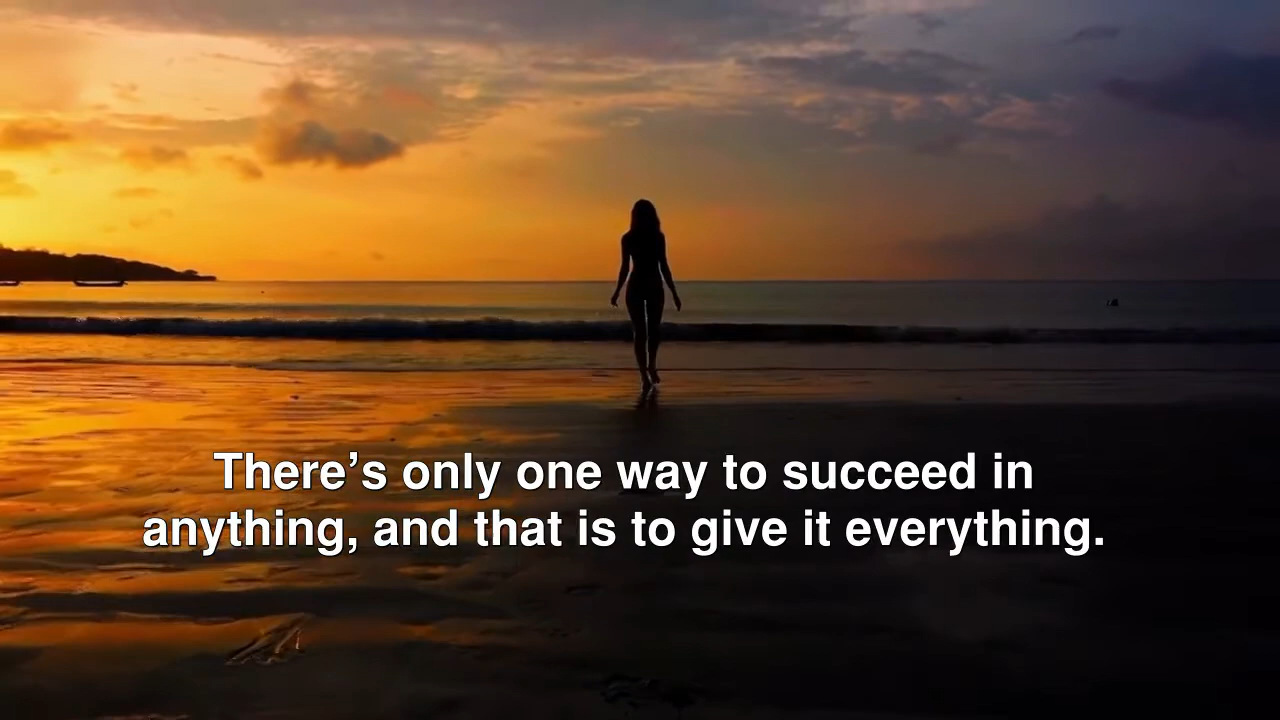 There’s only one way to succeed in
anything, and that is to give it everything.